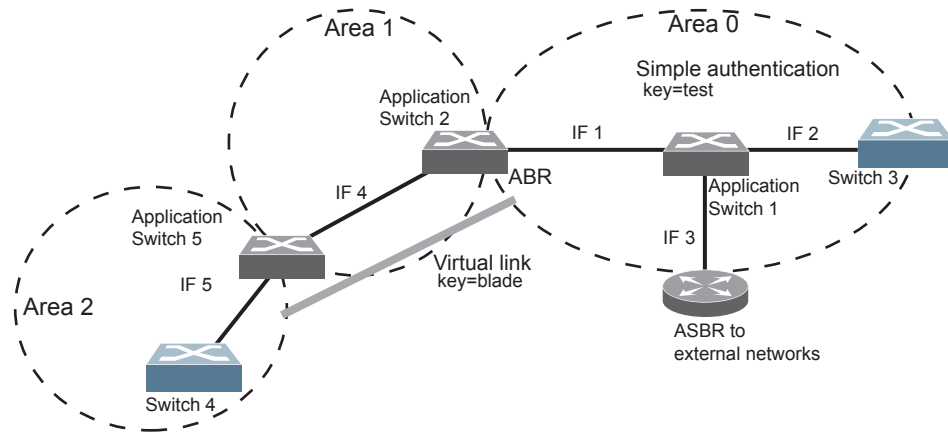 Area 1
Area 0
Simple authentication
key=test
Application
Switch 2
IF 1
IF 2
ABR
Switch 3
Application
Switch 1
IF 4
Application
Switch 5
IF 3
Virtual link
key=blade
IF 5
Area 2
ASBR to
external networks
Switch 4